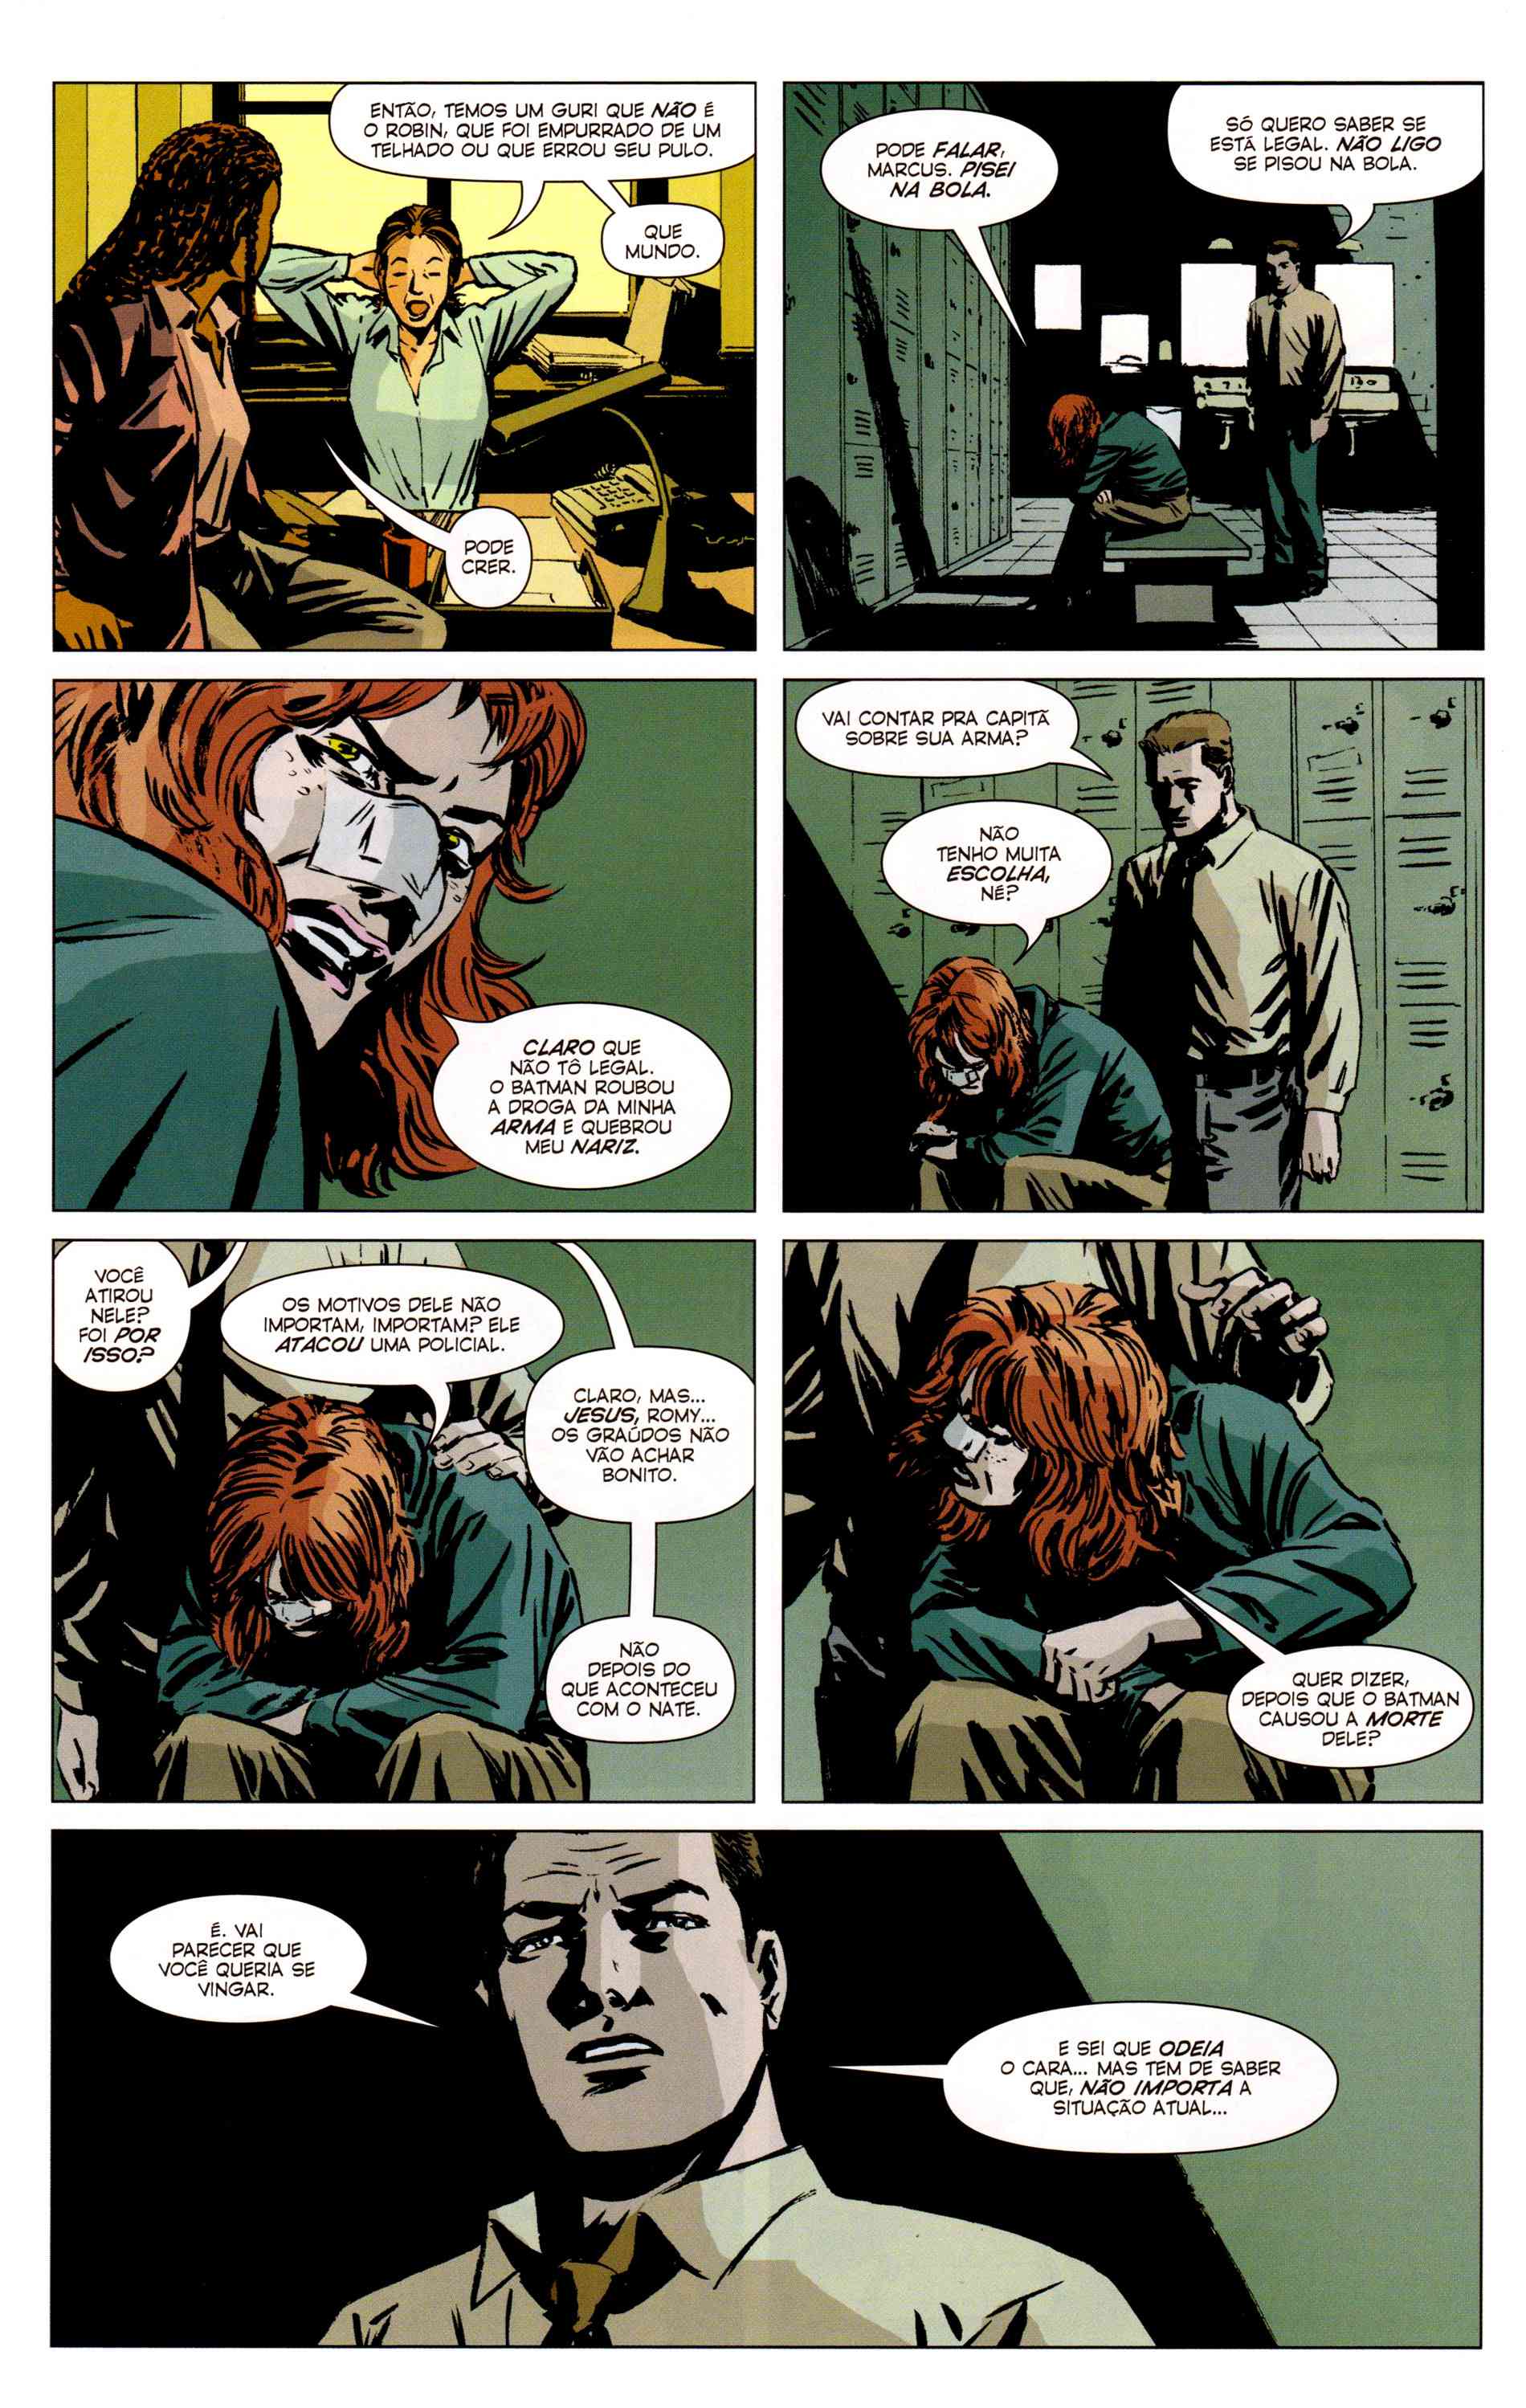 ENTÃO, TEMOS UM GURI QUE NÃO É
O ROBIN, QUE FOI EMPURRADO DE UM
TELHADO OU QUE ERROU SEU PULO.
QUE
MUNDO.
PODE
CRER.
PODE FALAR,
MARCUS. PISEI
NA BOLA.
SÓ QUERO SABER SE
ESTÁ LEGAL. NÃO LIGO
SE PISOU NA BOLA.
CLARO QUE
NÃO TÔ LEGAL.
O BATMAN ROUBOU
A DROGA DA MINHA
ARMA E QUEBROU
MEU NARIZ.
VAI CONTAR PRA CAPITÃ
SOBRE SUA ARMA?
NÃO
TENHO MUITA
ESCOLHA,
NÉ?
VOCÊ
ATIROU
NELE?
FOI POR
ISSO?
OS MOTIVOS DELE NÃO
IMPORTAM, IMPORTAM? ELE
ATACOU UMA POLICIAL.
CLARO, MAS...
JESUS, ROMY...
OS GRAÚDOS NÃO
VÃO ACHAR
BONITO.
NÃO
DEPOIS DO
QUE ACONTECEU
COM O NATE.
QUER DIZER,
DEPOIS QUE O BATMAN
CAUSOU A MORTE
DELE?
É. VAI
PARECER QUE
VOCÊ QUERIA SE
VINGAR.
E SEI QUE ODEIA
O CARA... MAS TEM DE SABER
QUE, NÃO IMPORTA A
SITUAÇÃO ATUAL...